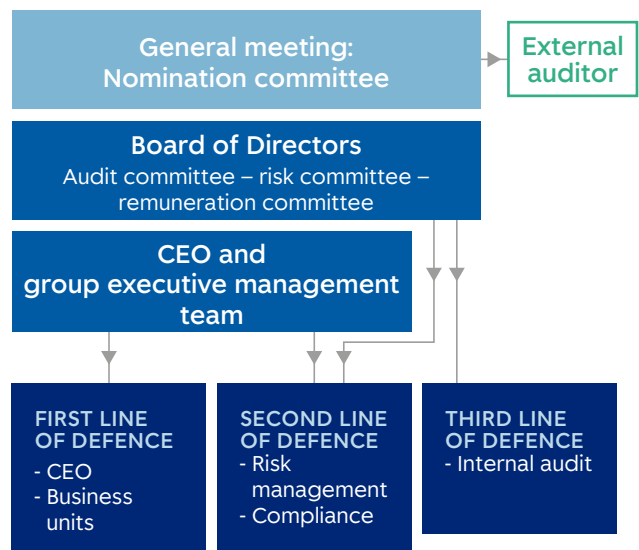 General meeting:
Nomination committee
External
auditor
Board of Directors
Audit committee – risk committee –
remuneration committee
CEO and
group executive management
team
FIRST LINE
OF DEFENCE
- CEO
- Business
units
SECOND LINE
OF DEFENCE
- Risk
management
- Compliance
THIRD LINE
OF DEFENCE
- Internal audit